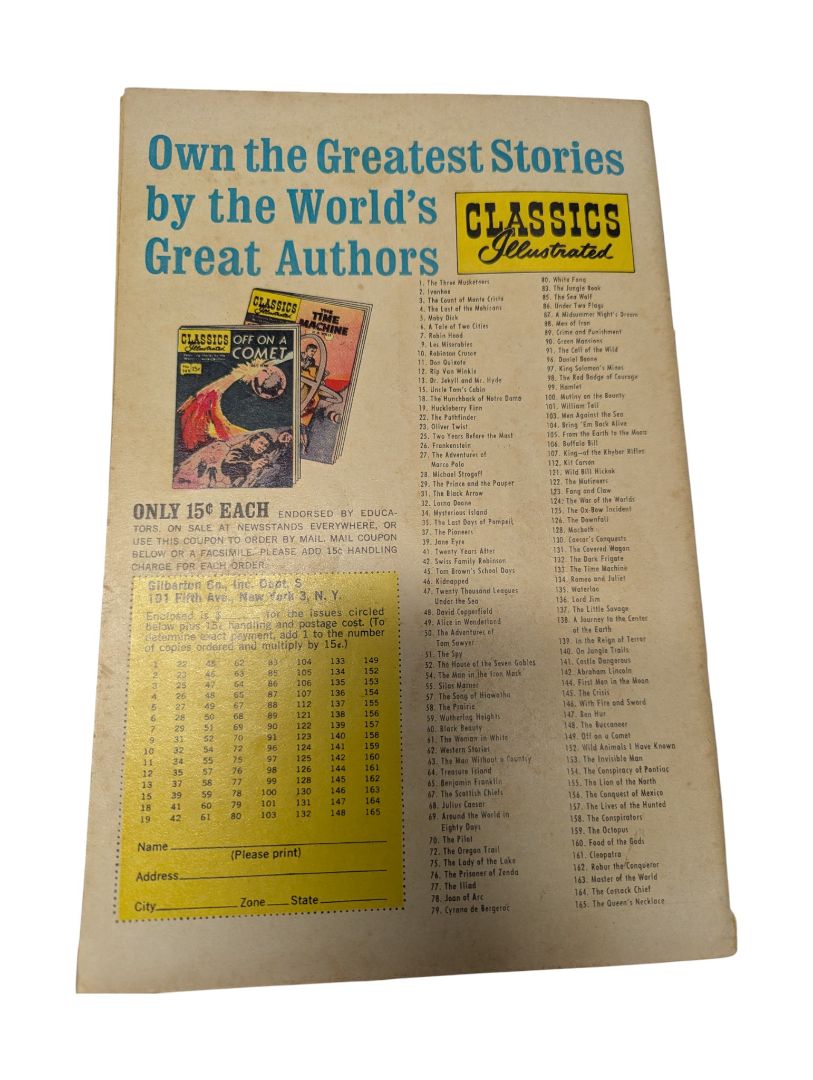 Own the Greatest Stories
by the World's
Great Authors
CLASSICS
Illustrated
CLASSICS
Illustrated
THE
TIME
MACHINE
CLASSICS
Illustrated
OFF ON A
COMET
15¢
ONLY 15¢ EACH ENDORSED BY EDUCA-
TORS. ON SALE AT NEWSSTANDS EVERYWHERE, OR
USE THIS COUPON TO ORDER BY MAIL. MAIL COUPON
BELOW OR A FACSIMILE. PLEASE ADD 15¢ HANDLING
CHARGE FOR EACH ORDER.
Gilberton Co., Inc. Dept. S
101 Fifth Ave., New York 3, N. Y.
Enclosed is $ for the issues circled
below plus 15¢ handling and postage cost. (To
determine exact payment, add 1 to the number
of copies ordered and multiply by 15¢.)
1 22 45 62 83 104 133 149
2 23 46 63 85 105 134 152
3 25 47 64 86 106 135 153
4 26 48 65 87 107 136 154
5 27 49 67 88 112 137 155
6 28 50 68 89 121 138 156
7 29 51 69 90 122 139 157
9 31 52 70 91 123 140 158
10 32 54 72 96 124 141 159
11 34 55 75 97 125 142 160
12 35 57 76 98 126 144 161
13 37 58 77 99 128 145 162
15 39 59 78 100 130 146 163
18 41 60 79 101 131 147 164
19 42 61 80 103 132 148 165
Name
(Please print)
Address
City Zone State
1. The Three Musketeers
2. Ivanhoe
3. The Count of Monte Cristo
4. The Last of the Mohicans
5. Moby Dick
6. A Tale of Two Cities
7. Robin Hood
9. Les Miserables
10. Robinson Crusoe
11. Don Quixote
12. Rip Van Winkle
13. Dr. Jekyll and Mr. Hyde
15. Uncle Tom's Cabin
18. The Hunchback of Notre Dame
19. Huckleberry Finn
22. The Pathfinder
23. Oliver Twist
25. Two Years Before the Mast
26. Frankenstein
27. The Adventures of
Marco Polo
28. Michael Strogoff
29. The Prince and the Pauper
31. The Black Arrow
32. Lorna Doone
34. Mysterious Island
35. The Last Days of Pompeii
37. The Pioneers
39. Jane Eyre
41. Twenty Years After
42. Swiss Family Robinson
45. Tom Brown's School Days
46. Kidnapped
47. Twenty Thousand Leagues
Under the Sea
48. David Copperfield
49. Alice in Wonderland
50. The Adventures of
Tom Sawyer
51. The Spy
52. The House of the Seven Gables
54. The Man in the Iron Mask
55. Silas Marner
57. The Song of Hiawatha
58. The Prairie
59. Wuthering Heights
60. Black Beauty
61. The Woman in White
62. Western Stories
63. The Man Without a Country
64. Treasure Island
65. Benjamin Franklin
67. The Scottish Chiefs
68. Julius Caesar
69. Around the World in
Eighty Days
70. The Pilot
72. The Oregon Trail
75. The Lady of the Lake
76. The Prisoner of Zenda
77. The Iliad
78. Joan of Arc
79. Cyrano de Bergerac
80. White Fang
83. The Jungle Book
85. The Sea Wolf
86. Under Two Flags
87. A Midsummer Night's Dream
88. Men of Iron
89. Crime and Punishment
90. Green Mansions
91. The Call of the Wild
96. Daniel Boone
97. King Solomon's Mines
98. The Red Badge of Courage
99. Hamlet
100. Mutiny on the Bounty
101. William Tell
103. Men Against the Sea
104. Bring 'Em Back Alive
105. From the Earth to the Moon
106. Buffalo Bill
107. King—of the Khyber Rifles
112. Kit Carson
121. Wild Bill Hickok
122. The Mutineers
123. Fang and Claw
124. The War of the Worlds
125. The Ox-Bow Incident
126. The Downfall
128. Macbeth
130. Caesar's Conquests
131. The Covered Wagon
132. The Dark Frigate
133. The Time Machine
134. Romeo and Juliet
135. Waterloo
136. Lord Jim
137. The Little Savage
138. A Journey to the Center
of the Earth
139. In the Reign of Terror
140. On Jungle Trails
141. Castle Dangerous
142. Abraham Lincoln
144. First Men in the Moon
145. The Crisis
146. With Fire and Sword
147. Ben Hur
148. The Buccaneer
149. Off on a Comet
152. Wild Animals I Have Known
153. The Invisible Man
154. The Conspiracy of Pontiac
155. The Lion of the North
156. The Conquest of Mexico
157. The Lives of the Hunted
158. The Conspirators
159. The Octopus
160. Food of the Gods
161. Cleopatra
162. Robur the Conqueror
163. Master of the World
164. The Cossack Chief
165. The Queen's Necklace